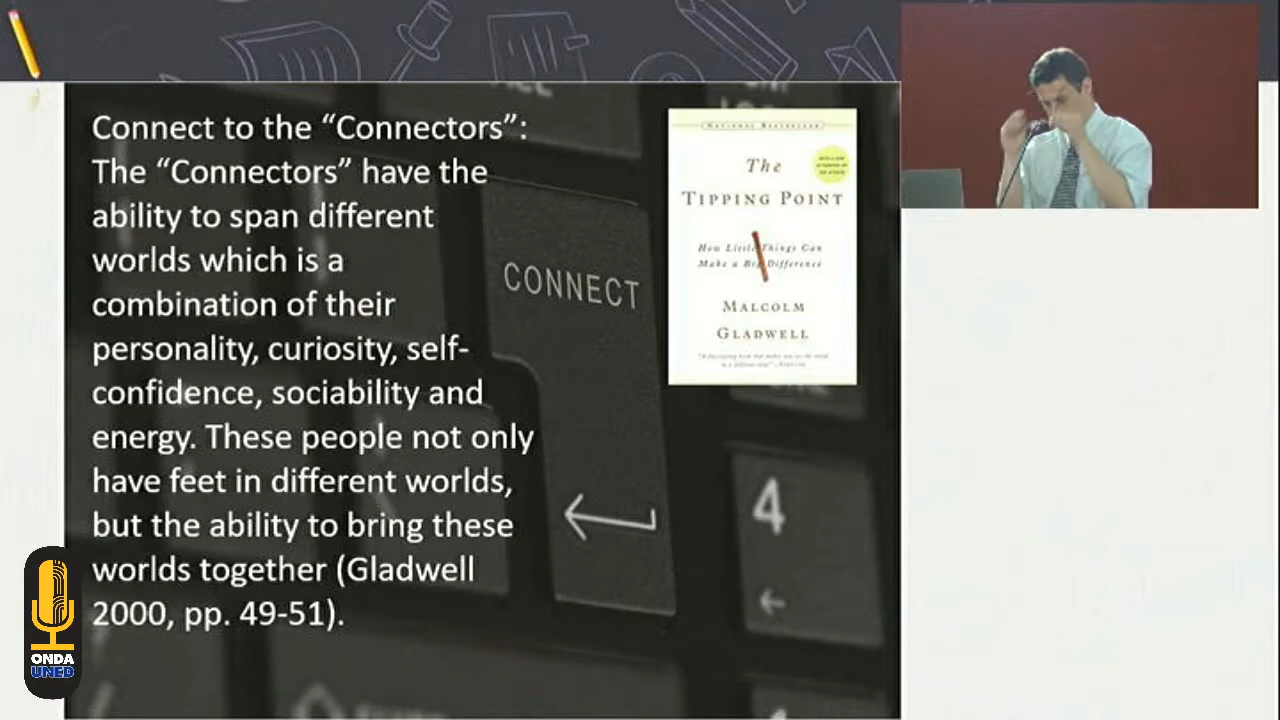 Connect to the “Connectors”:
The “Connectors” have the
ability to span different
worlds which is a
combination of their
personality, curiosity, self-
confidence, sociability and
energy. These people not only
have feet in different worlds,
but the ability to bring these
worlds together (Gladwell
2000, pp. 49-51).
CONNECT
4
NATIONAL BESTSELLER
The
TIPPING POINT
How Little Things Can
Make a Big Difference
MALCOLM
GLADWELL
ONDA
UNED